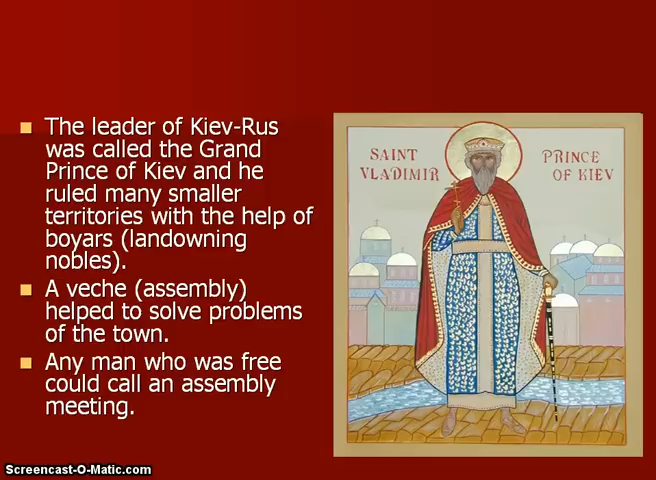 The leader of Kiev-Rus
was called the Grand
Prince of Kiev and he
ruled many smaller
territories with the help of
boyars (landowning
nobles).
A veche (assembly)
helped to solve problems
of the town.
Any man who was free
could call an assembly
meeting.
SAINT
VLADIMIR
PRINCE
OF KIEV
Screencast-O-Matic.com